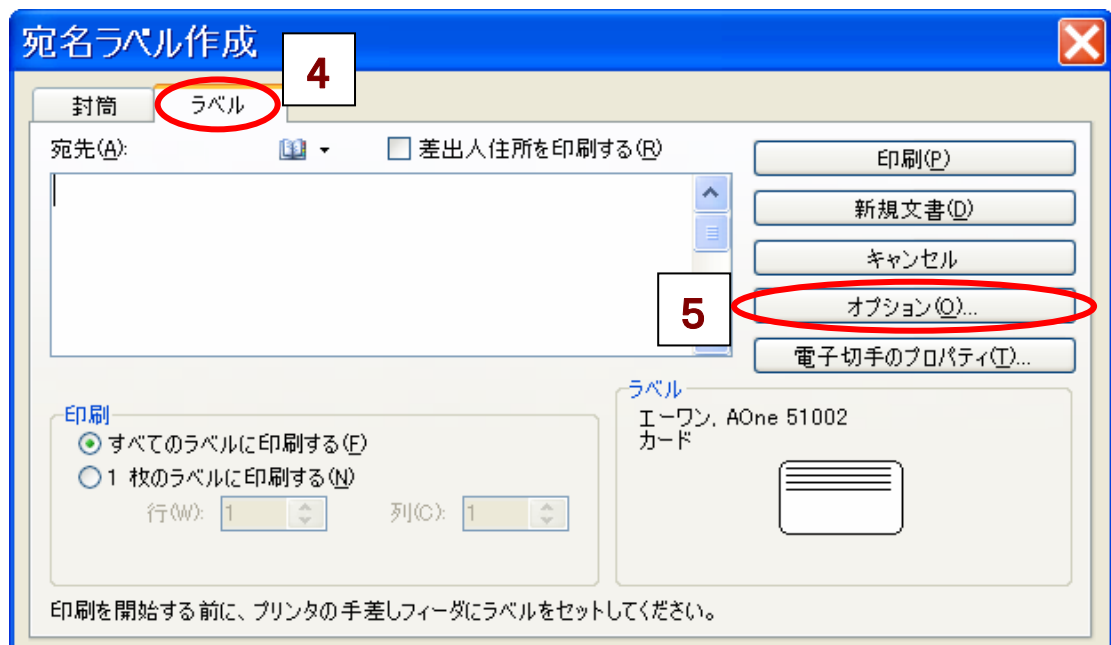 宛名ラベル作成
4
封筒
ラベル
宛先(A):
差出人住所を印刷する(R)
印刷(P)
新規文書(D)
キャンセル
5
オプション(O)...
電子切手のプロパティ(T)...
印刷
すべてのラベルに印刷する(F)
1 枚のラベルに印刷する(N)
行(W): 1
列(C): 1
ラベル
エーワン, AOne 51002
カード
印刷を開始する前に、プリンタの手差しフィーダにラベルをセットしてください。